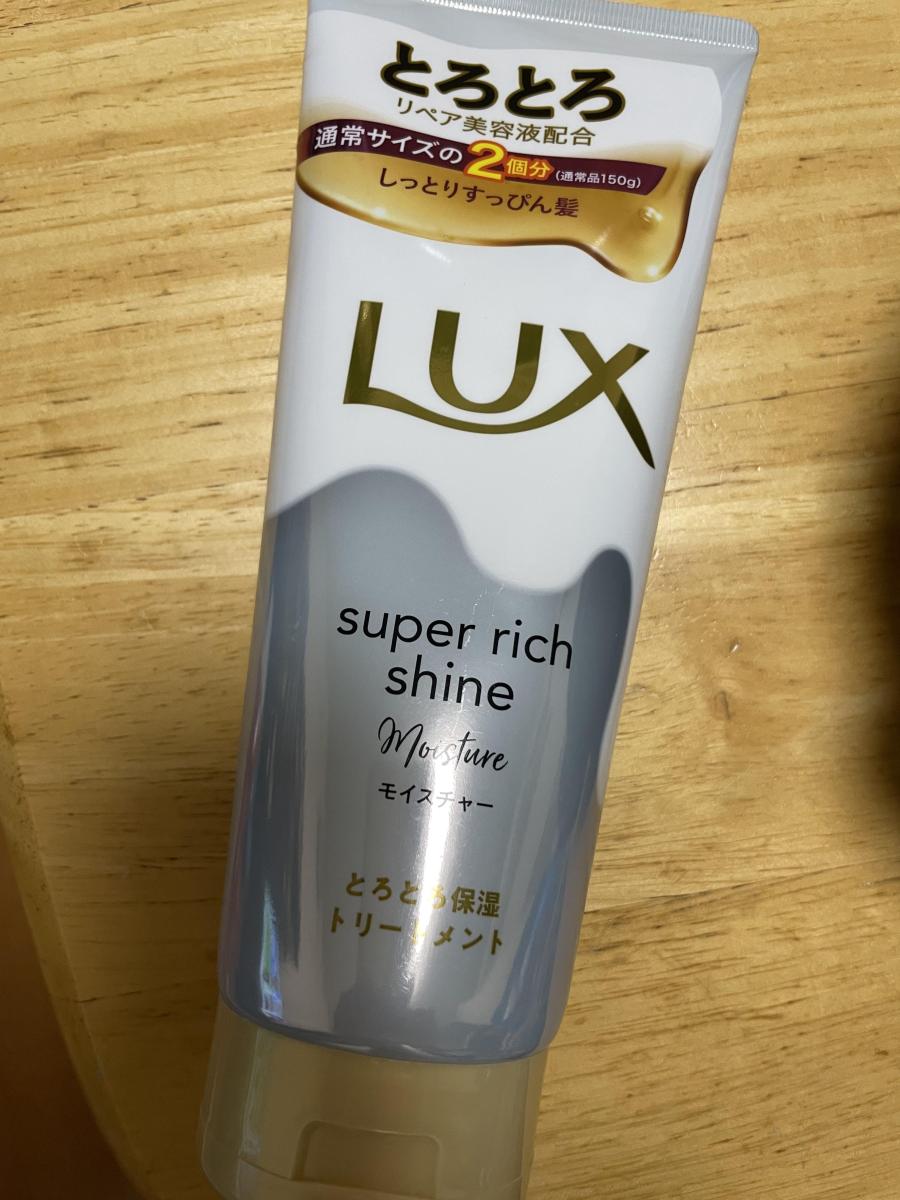 とろとろ
リペア美容液配合
通常サイズの2個分(通常品150g)
しっとりすっぴん髪
LUX
super rich
shine
Moisture
モイスチャー
とろとろ保湿
トリートメント